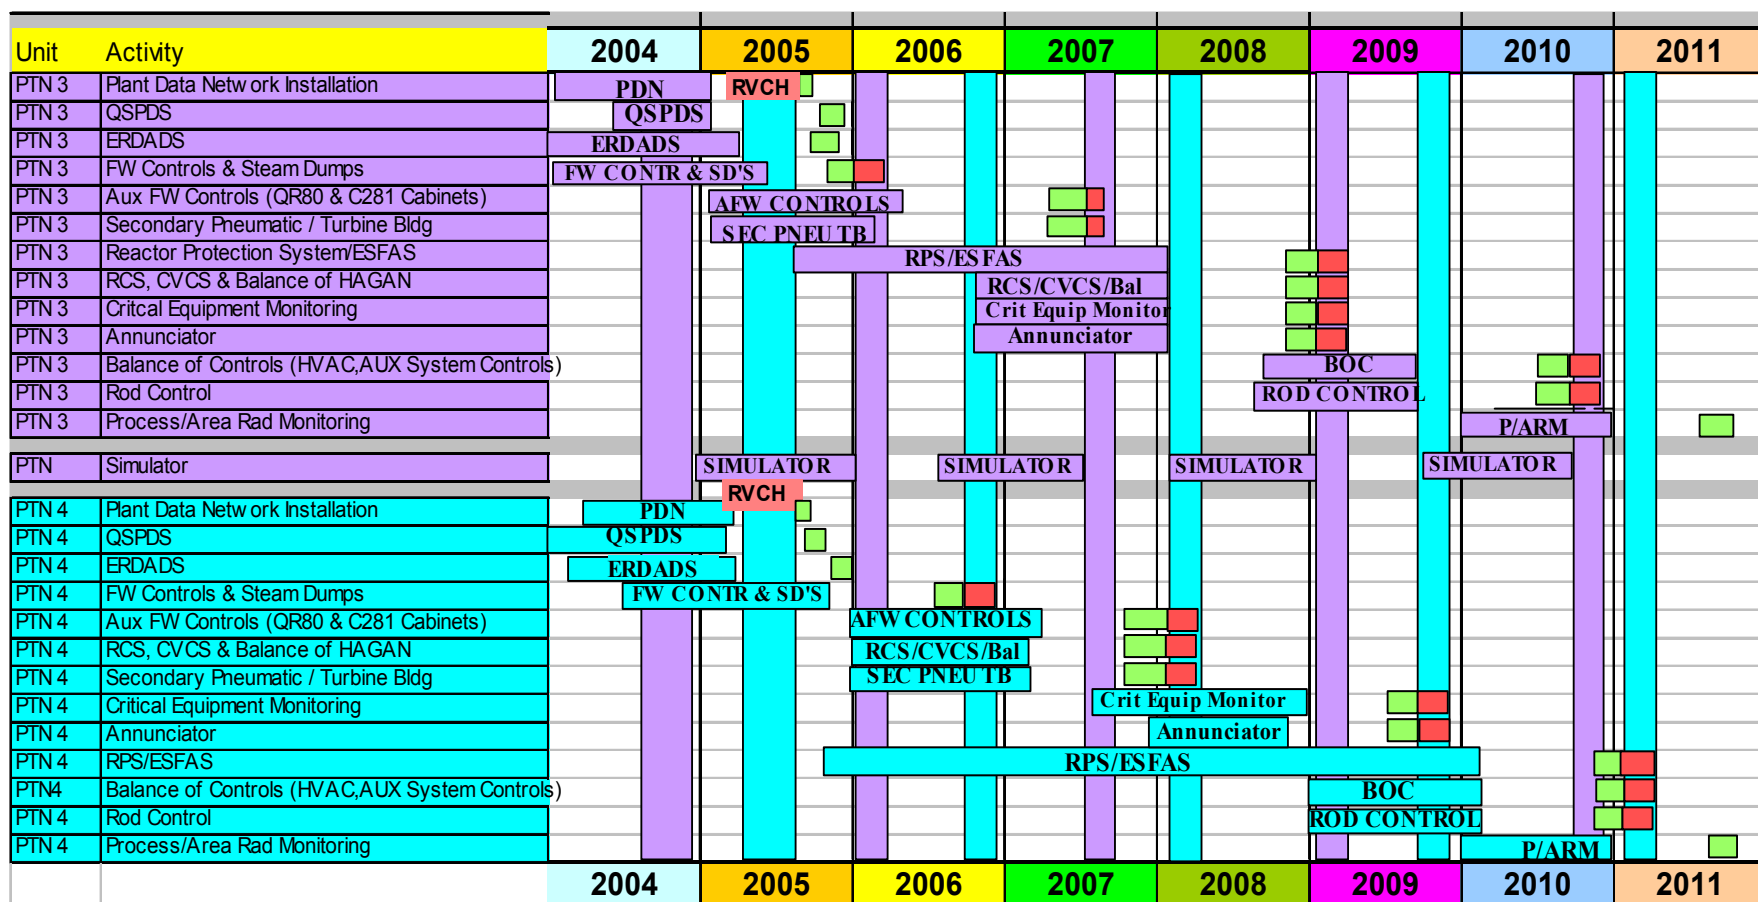 Unit Activity 2004 2005 2006 2007 2008 2009 2010 2011
PTN 3 Plant Data Network Installation PDN RVCH
PTN 3 QSPDS QSPDS
PTN 3 ERDADS ERDADS
PTN 3 FW Controls & Steam Dumps FW CONTR & SD'S
PTN 3 Aux FW Controls (QR80 & C281 Cabinets) AFW CONTROLS
PTN 3 Secondary Pneumatic / Turbine Bldg SEC PNEU TB
PTN 3 Reactor Protection System/ESFAS RPS/ESFAS
PTN 3 RCS, CVCS & Balance of HAGAN RCS/CVCS/Bal
PTN 3 Critcal Equipment Monitoring Crit Equip Monitor
PTN 3 Annunciator Annunciator
PTN 3 Balance of Controls (HVAC,AUX System Controls) BOC
PTN 3 Rod Control ROD CONTROL
PTN 3 Process/Area Rad Monitoring P/ARM
PTN Simulator SIMULATOR SIMULATOR SIMULATOR SIMULATOR
RVCH
PTN 4 Plant Data Network Installation PDN
PTN 4 QSPDS QSPDS
PTN 4 ERDADS ERDADS
PTN 4 FW Controls & Steam Dumps FW CONTR & SD'S
PTN 4 Aux FW Controls (QR80 & C281 Cabinets) AFW CONTROLS
PTN 4 RCS, CVCS & Balance of HAGAN RCS/CVCS/Bal
PTN 4 Secondary Pneumatic / Turbine Bldg SEC PNEU TB
PTN 4 Critical Equipment Monitoring Crit Equip Monitor
PTN 4 Annunciator Annunciator
PTN 4 RPS/ESFAS RPS/ESFAS
PTN4 Balance of Controls (HVAC,AUX System Controls) BOC
PTN 4 Rod Control ROD CONTROL
PTN 4 Process/Area Rad Monitoring P/ARM
2004 2005 2006 2007 2008 2009 2010 2011